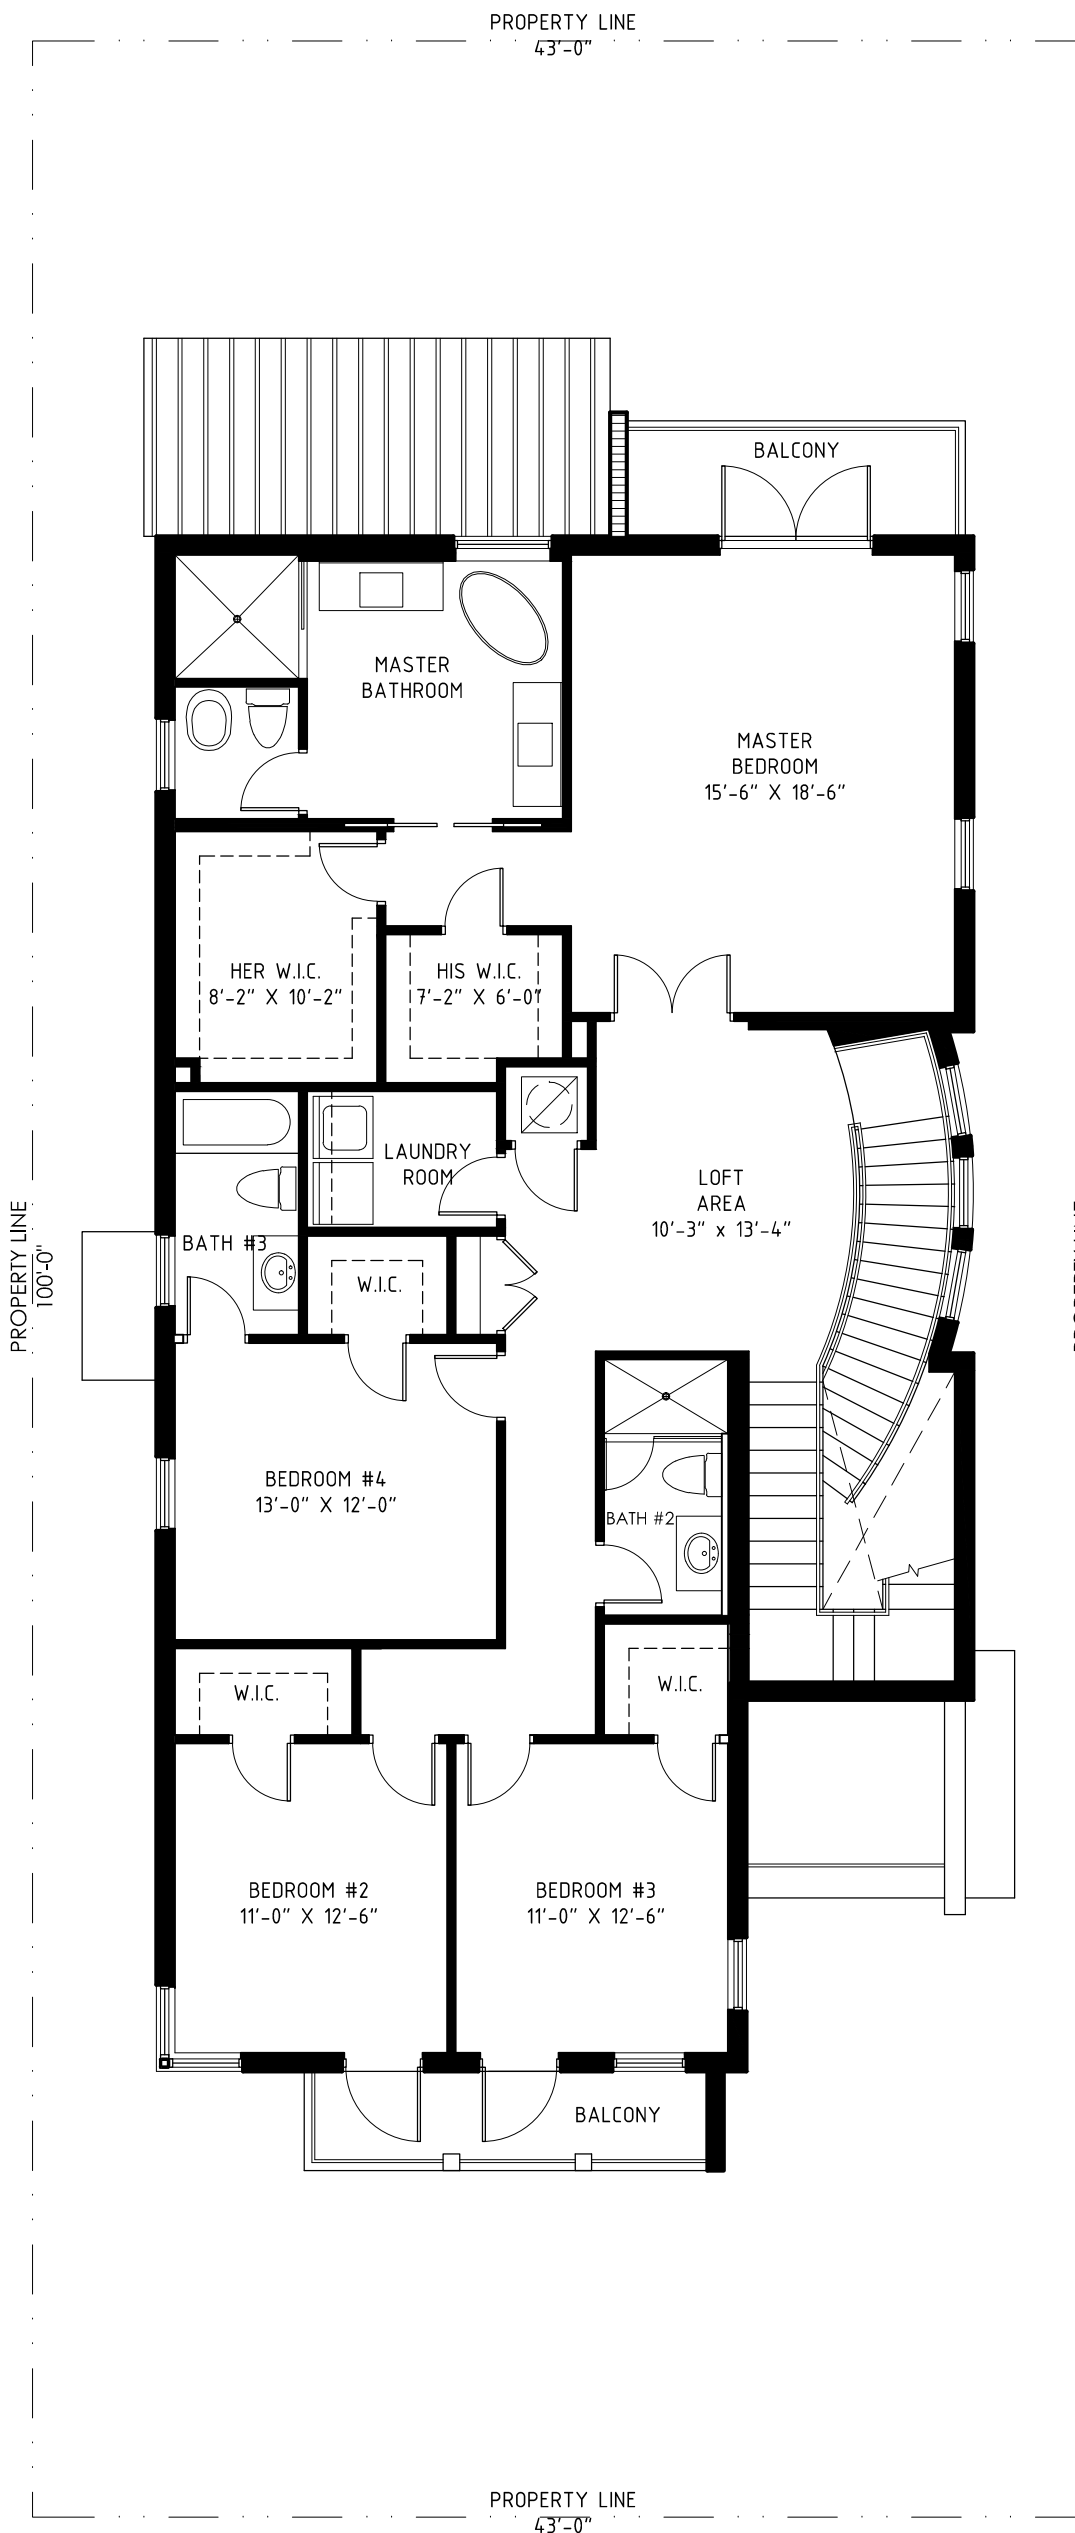 PROPERTY LINE
43'-0"
BALCONY
MASTER
BATHROOM
MASTER
BEDROOM
15'-6" X 18'-6"
HER W.I.C.
8'-2" X 10'-2"
HIS W.I.C.
7'-2" X 6'-0"
LAUNDRY
ROOM
LOFT
AREA
10'-3" x 13'-4"
PROPERTY LINE
100'-0"
BATH #3
W.I.C.
BEDROOM #4
13'-0" X 12'-0"
BATH #2
W.I.C.
W.I.C.
BEDROOM #2
11'-0" X 12'-6"
BEDROOM #3
11'-0" X 12'-6"
BALCONY
PROPERTY LINE
43'-0"